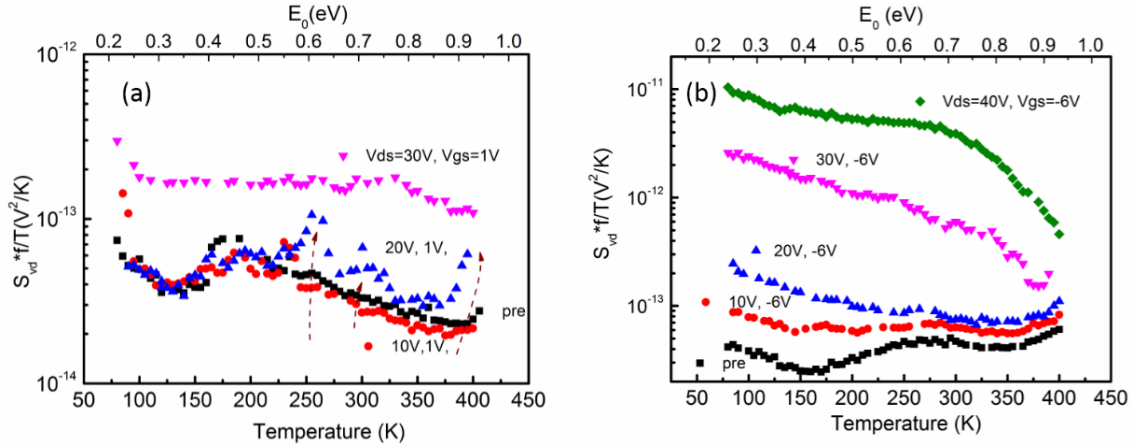 E0(eV)
0.2 0.3 0.4 0.5 0.6 0.7 0.8 0.9 1.0
10-12
(a)
Vds=30V, Vgs=1V
10-13
20V, 1V,
pre
10V,1V,
10-14
50 100 150 200 250 300 350 400 450
Temperature (K)
Svd*f/T(V2/K)
E0(eV)
0.2 0.3 0.4 0.5 0.6 0.7 0.8 0.9 1.0
(b)
10-11
Vds=40V, Vgs=-6V
30V, -6V
10-12
20V, -6V
10-13
10V, -6V
pre
50 100 150 200 250 300 350 400 450
Temperature (K)
Svd*f/T(V2/K)